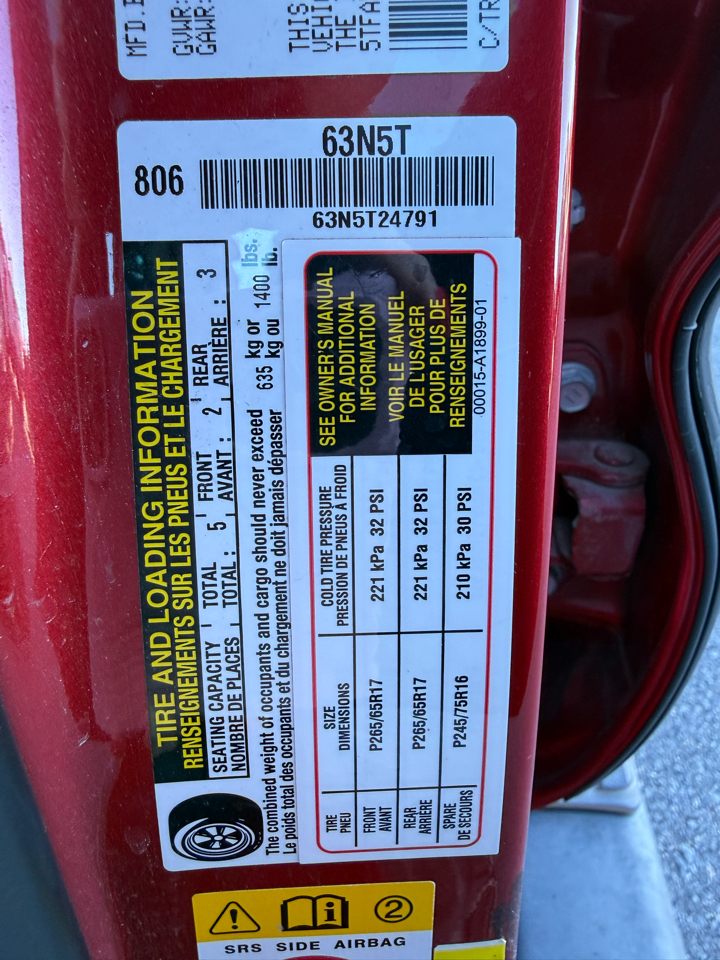 MFD.B
GVWR:
GAWR:
THIS
VEHI
THE
5TFA
C/TR
63N5T
806
63N5T24791
TIRE AND LOADING INFORMATION
RENSEIGNEMENTS SUR LES PNEUS ET LE CHARGEMENT
SEATING CAPACITY TOTAL 5 FRONT 2 REAR 3
NOMBRE DE PLACES TOTAL : AVANT : ARRIÈRE :
The combined weight of occupants and cargo should never exceed 635 kg or 1400 lbs.
Le poids total des occupants et du chargement ne doit jamais dépasser kg ou lb.
TIRE SIZE COLD TIRE PRESSURE
PNEU DIMENSIONS PRESSION DE PNEUS À FROID
FRONT P265/65R17 221 kPa 32 PSI
AVANT
REAR P265/65R17 221 kPa 32 PSI
ARRIÈRE
SPARE P245/75R16 210 kPa 30 PSI
DE SECOURS
SEE OWNER'S MANUAL
FOR ADDITIONAL
INFORMATION
VOIR LE MANUEL
DE L'USAGER
POUR PLUS DE
RENSEIGNEMENTS
00015-A1899-01
2
SRS SIDE AIRBAG